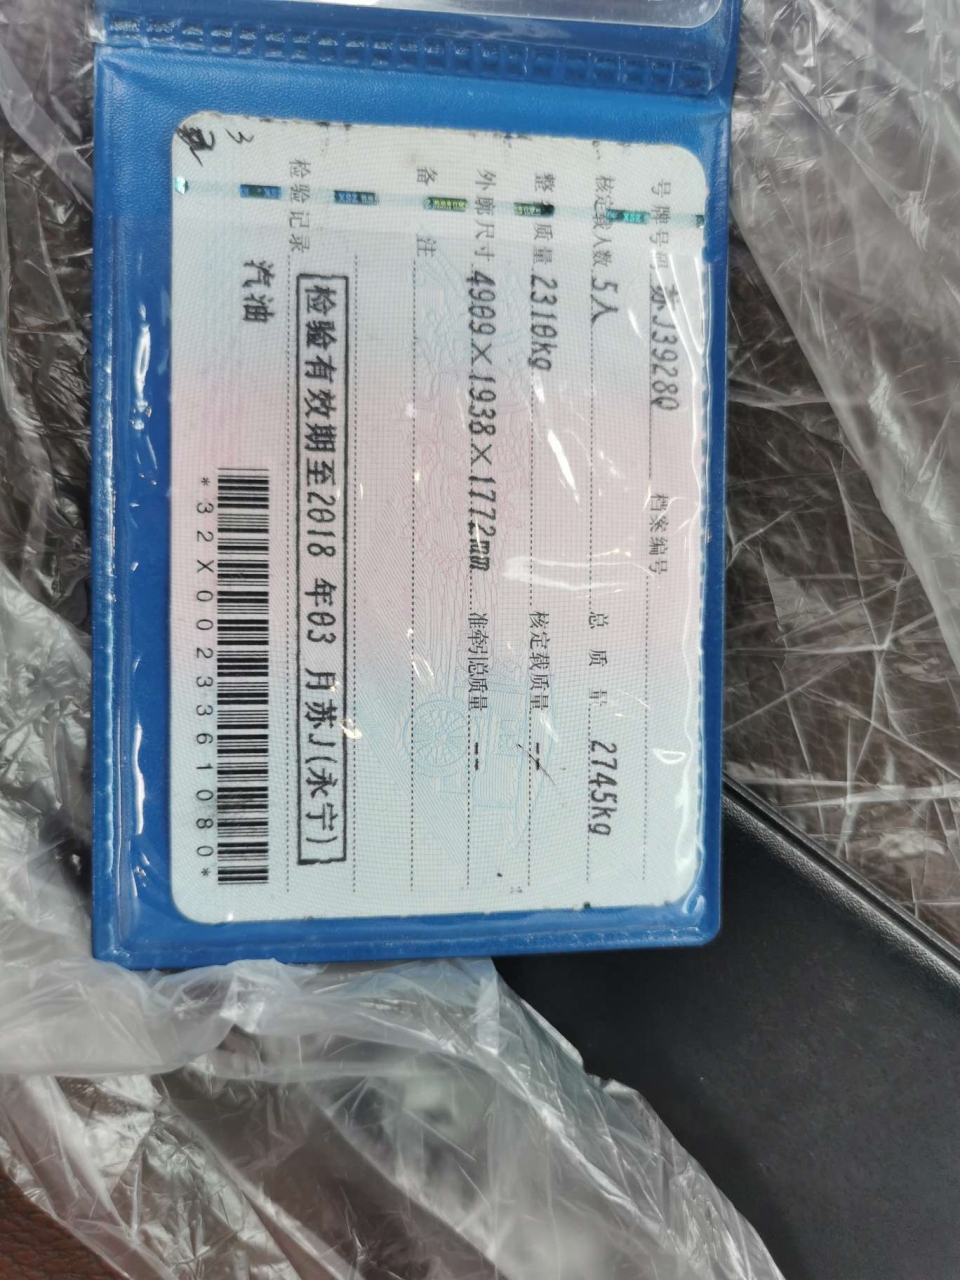 号牌号码 苏J3928Q 档案编号
核定载人数 5人 总质量 2745kg
整备质量 2310kg 核定载质量 --
外廓尺寸 4909×1938×1772mm 准牵引总质量 --
备注
检验有效期至2018年03月苏J(永宁)
检验记录
汽油
*32X0023361080*
3